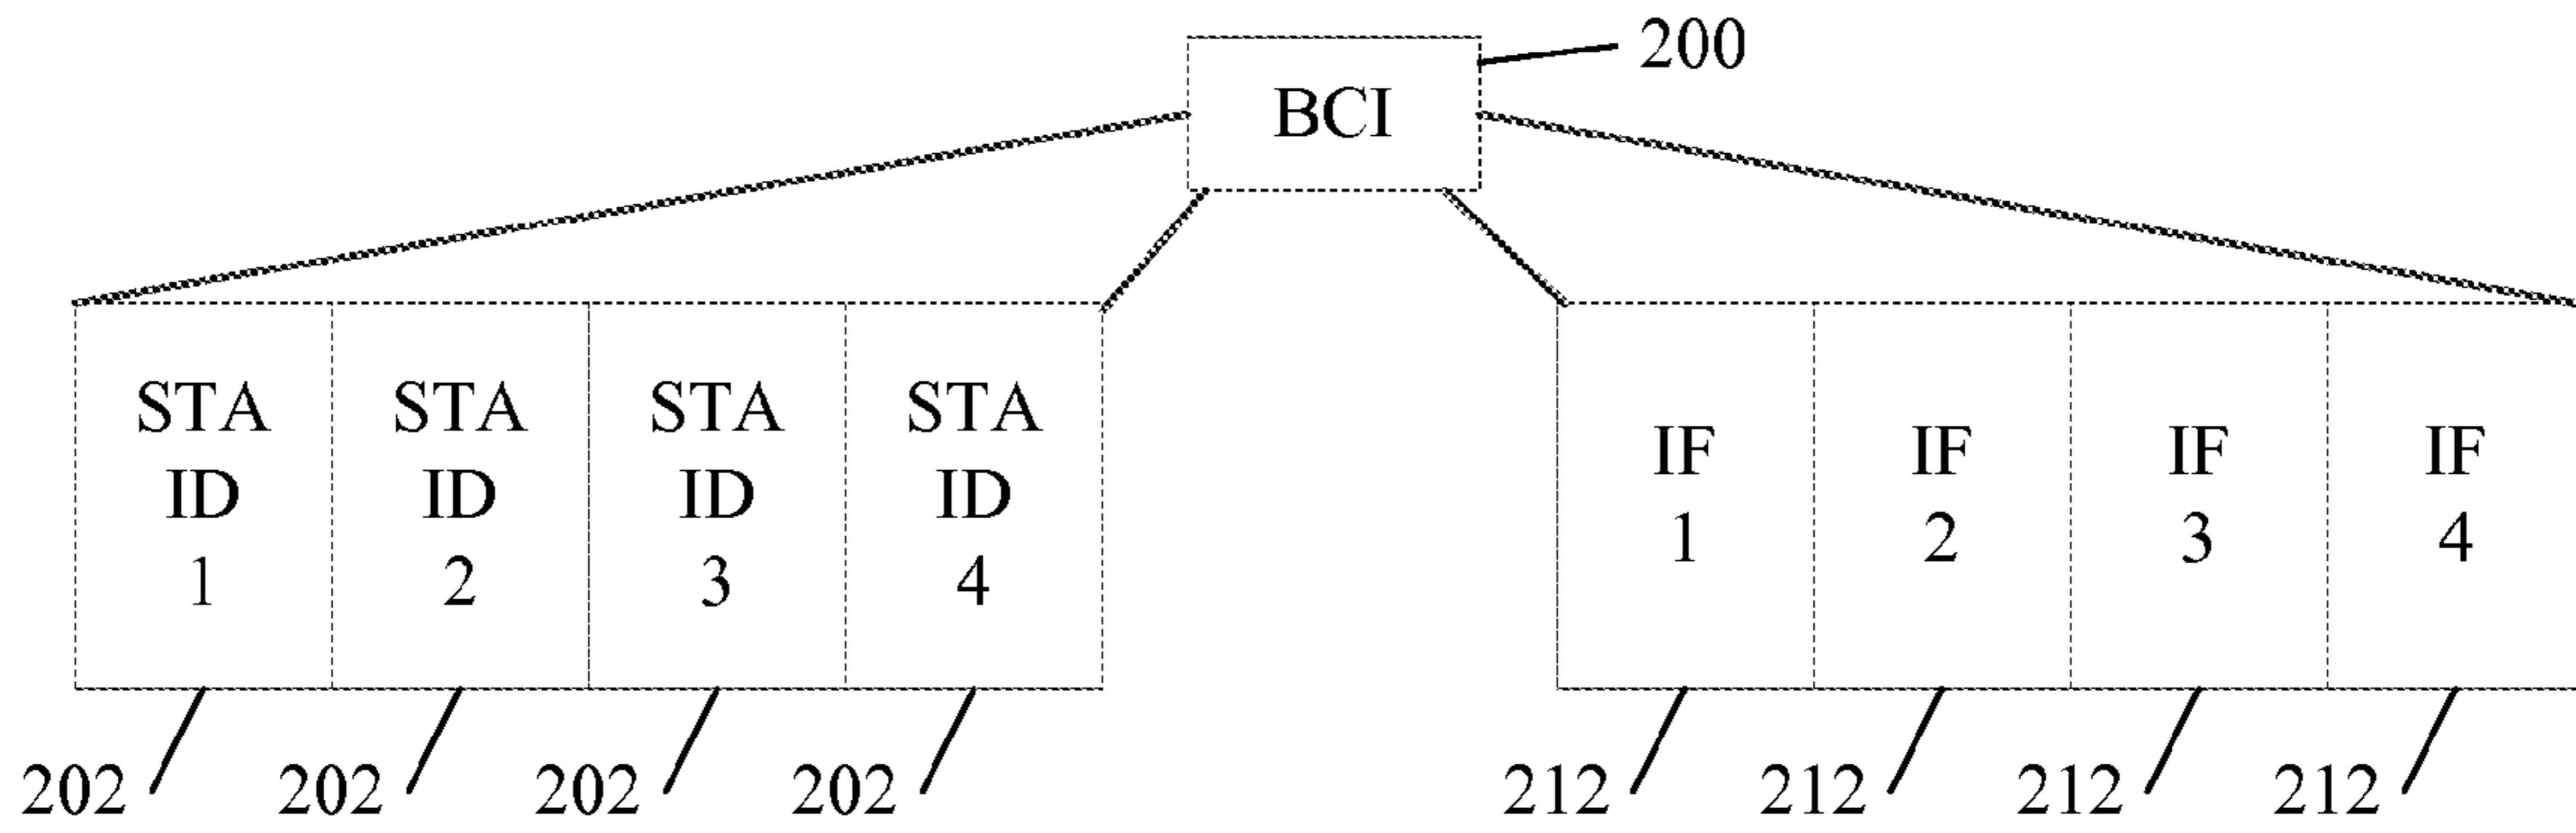 200
BCI
STA ID 1
STA ID 2
STA ID 3
STA ID 4
IF 1
IF 2
IF 3
IF 4
202 202 202 202 212 212 212 212